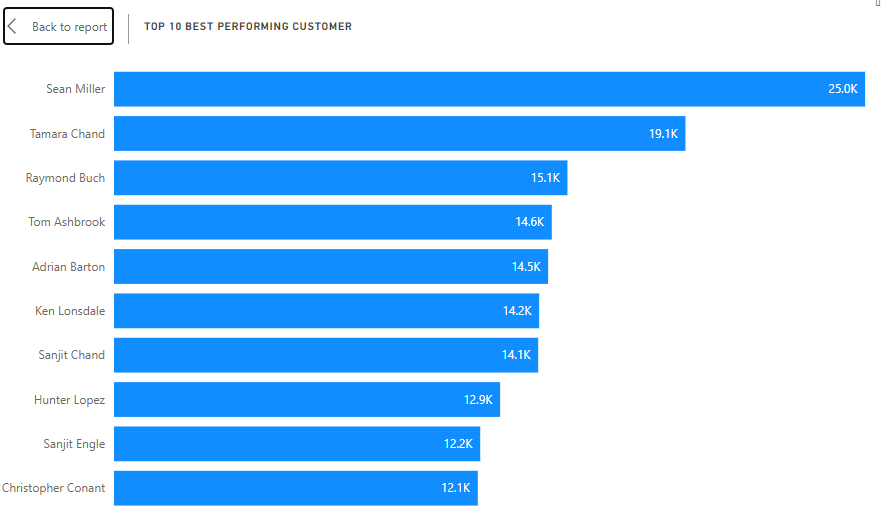 Back to report
TOP 10 BEST PERFORMING CUSTOMER
Sean Miller 25.0K
Tamara Chand 19.1K
Raymond Buch 15.1K
Tom Ashbrook 14.6K
Adrian Barton 14.5K
Ken Lonsdale 14.2K
Sanjit Chand 14.1K
Hunter Lopez 12.9K
Sanjit Engle 12.2K
Christopher Conant 12.1K